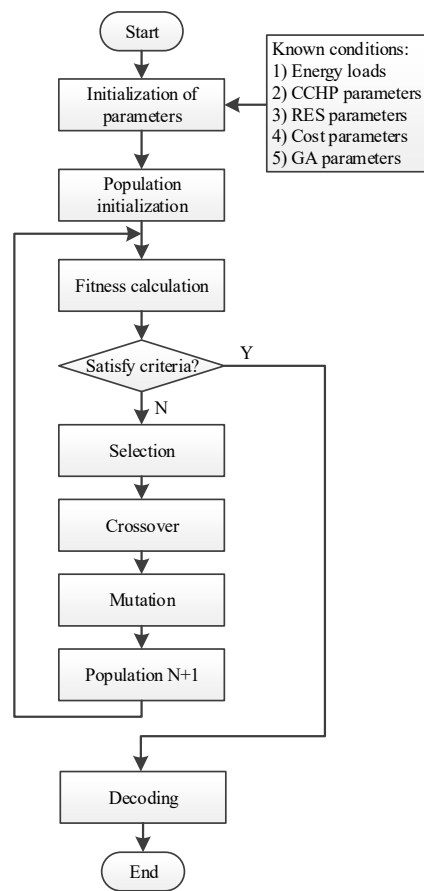 Start
Known conditions:
1) Energy loads
2) CCHP parameters
3) RES parameters
4) Cost parameters
5) GA parameters
Initialization of
parameters
Population
initialization
Fitness calculation
Satisfy criteria?
Y
N
Selection
Crossover
Mutation
Population N+1
Decoding
End